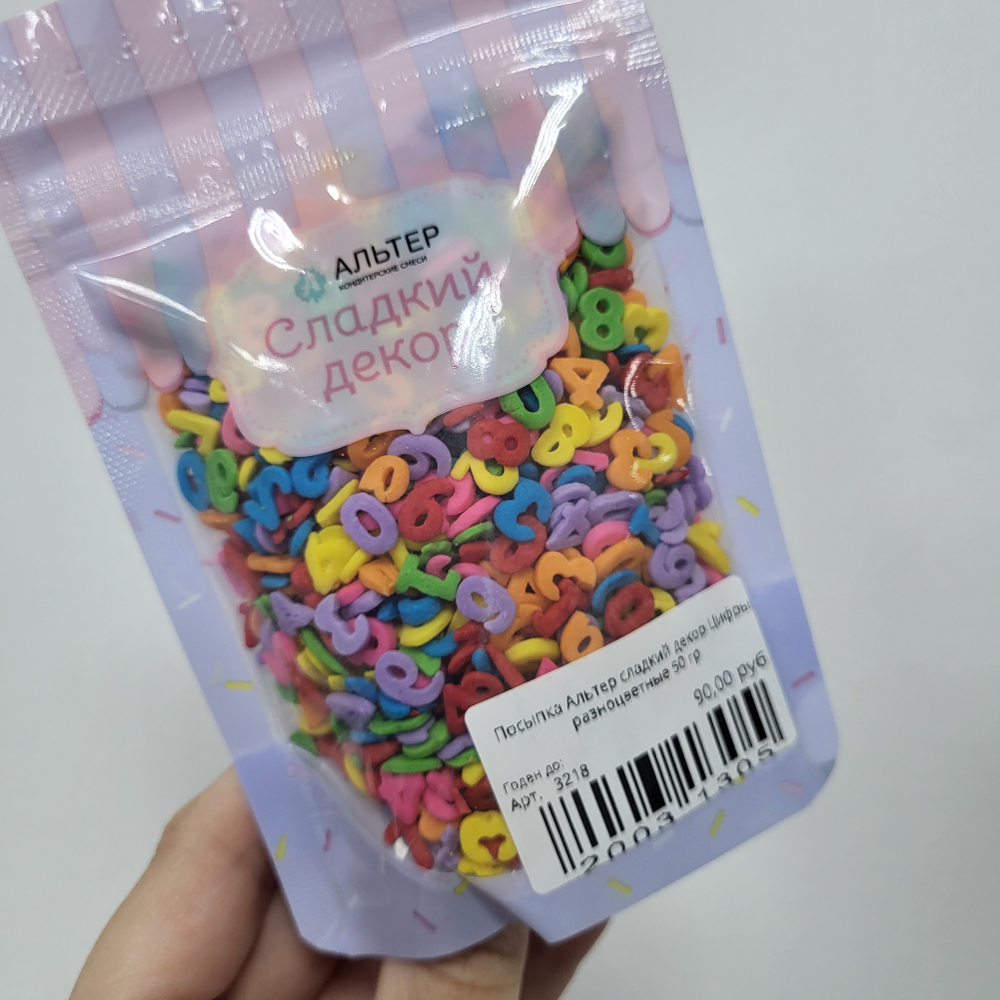 АЛЬТЕР
КОНДИТЕРСКИЕ СМЕСИ
Сладкий
декор
Посыпка Альтер сладкий декор Цифры
разноцветные 50 гр
90,00 руб
Годен до:
Арт. 3218
2003 1305